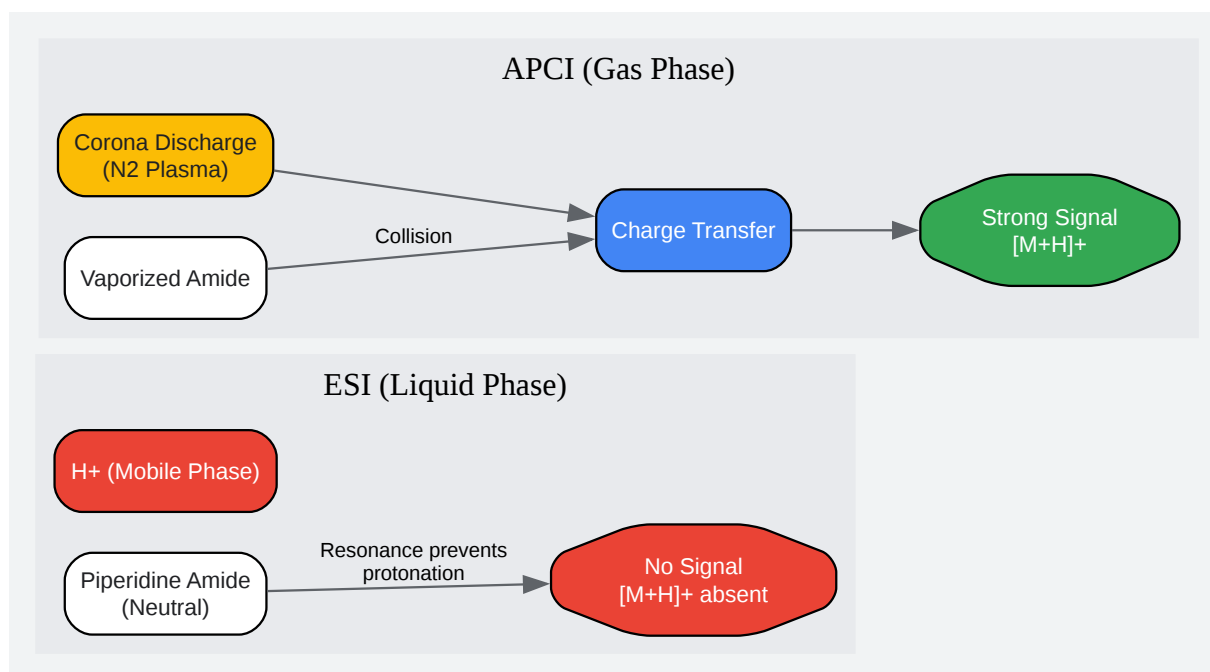 APCI (Gas Phase)
Corona Discharge
(N2 Plasma)
Collision
Vaporized Amide
Charge Transfer
Strong Signal
[M+H]+
ESI (Liquid Phase)
H+ (Mobile Phase)
Piperidine Amide
(Neutral)
Resonance prevents
protonation
No Signal
[M+H]+ absent